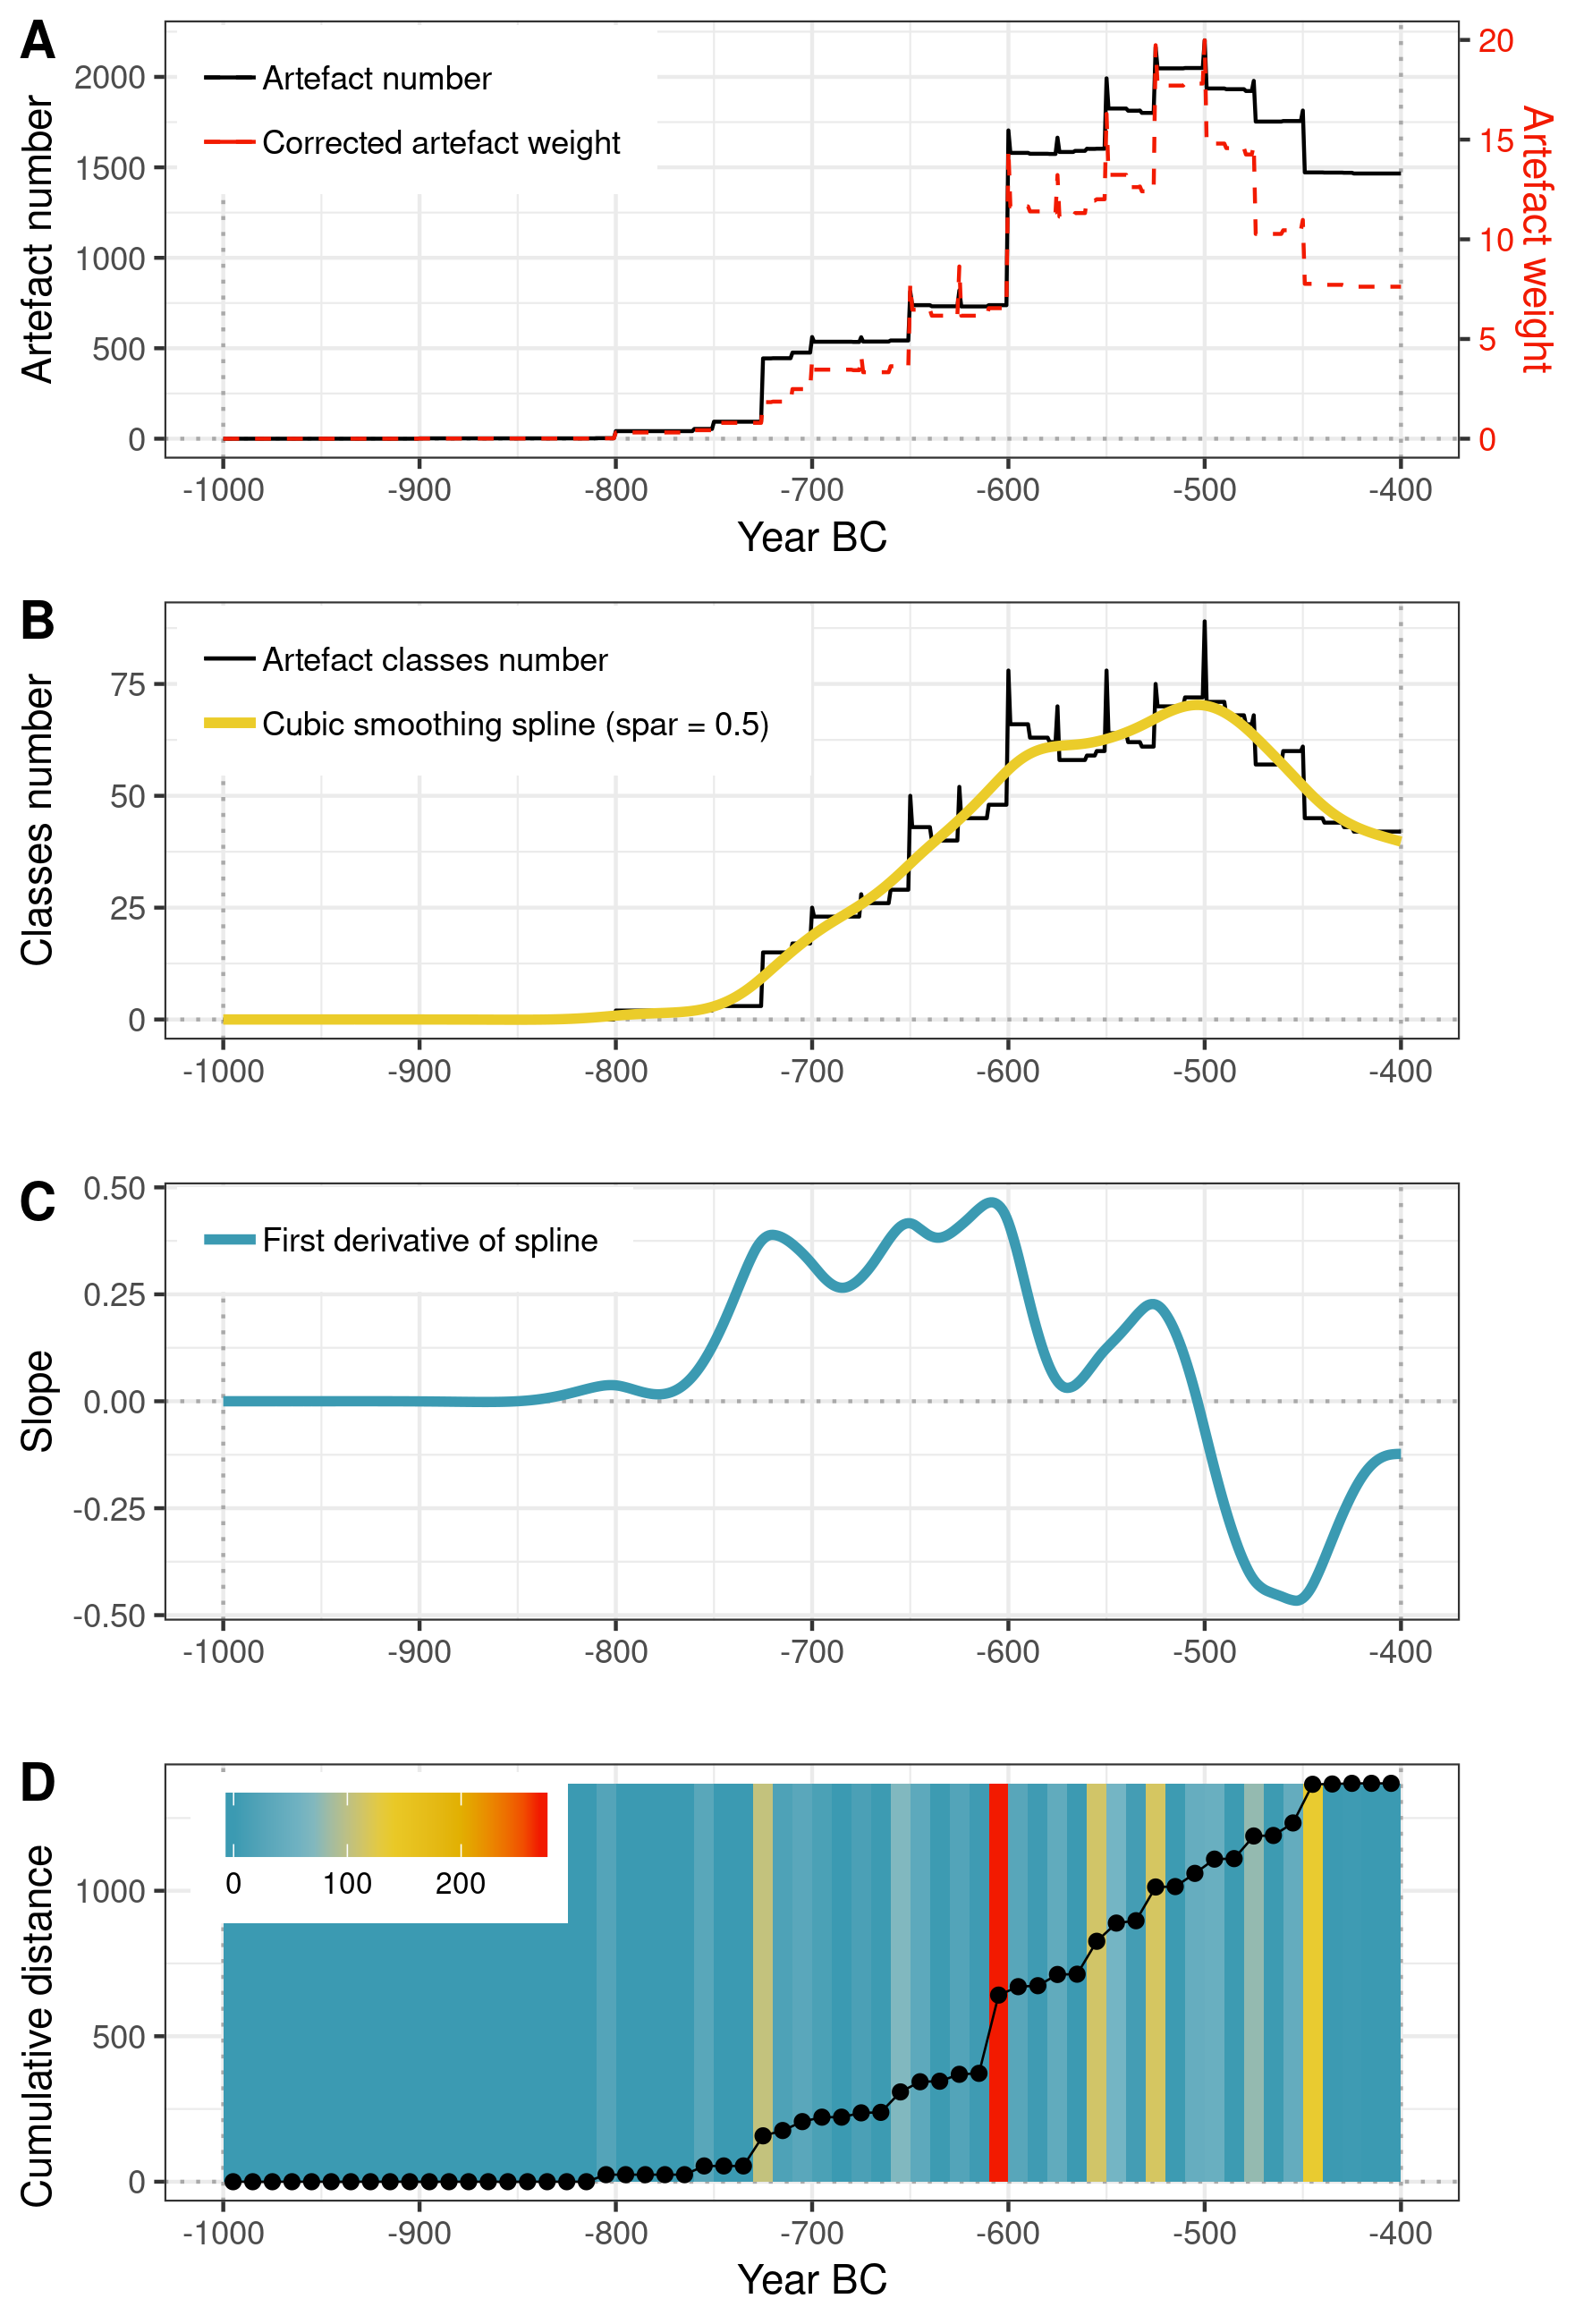 A
Artefact number
Corrected artefact weight
Artefact number
Artefact weight
2000
1500
1000
500
0
20
15
10
5
0
-1000 -900 -800 -700 -600 -500 -400
Year BC
B
Artefact classes number
Cubic smoothing spline (spar = 0.5)
Classes number
75
50
25
0
-1000 -900 -800 -700 -600 -500 -400
C
First derivative of spline
Slope
0.50
0.25
0.00
-0.25
-0.50
-1000 -900 -800 -700 -600 -500 -400
D
0 100 200
Cumulative distance
1000
500
0
-1000 -900 -800 -700 -600 -500 -400
Year BC